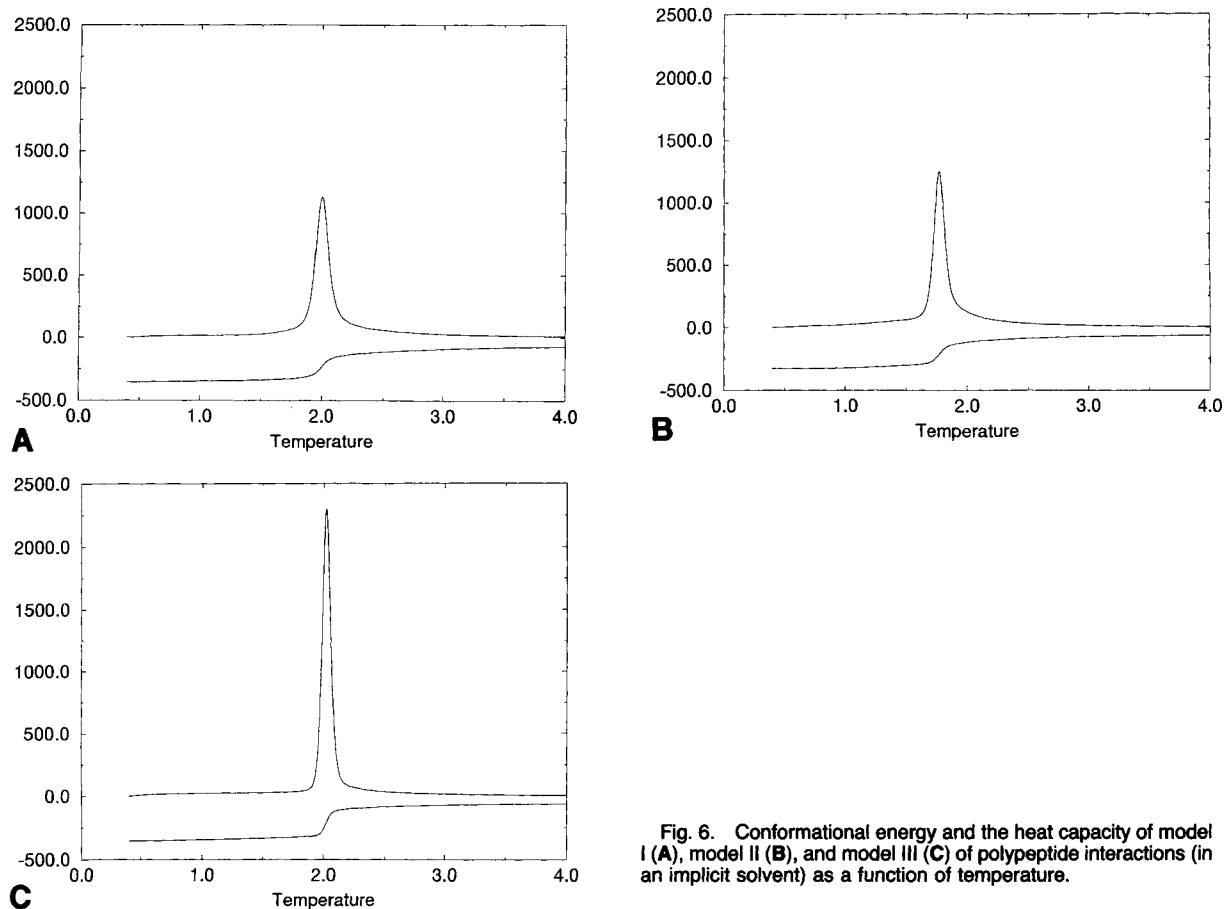 2500.0
2000.0
1500.0
1000.0
500.0
0.0
-500.0
0.0 1.0 2.0 3.0 4.0
Temperature
A
2500.0
2000.0
1500.0
1000.0
500.0
0.0
-500.0
0.0 1.0 2.0 3.0 4.0
Temperature
B
2500.0
2000.0
1500.0
1000.0
500.0
0.0
-500.0
0.0 1.0 2.0 3.0 4.0
Temperature
C
Fig. 6. Conformational energy and the heat capacity of model
I (A), model II (B), and model III (C) of polypeptide interactions (in
an implicit solvent) as a function of temperature.